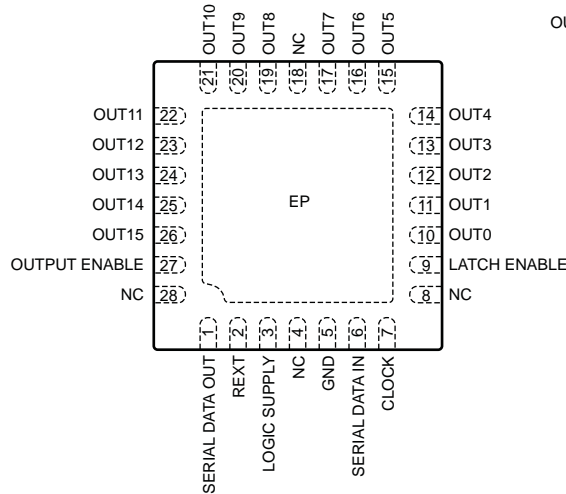 OUT10
OUT9
OUT8
NC
OUT7
OUT6
OUT5
OU
21
20
19
18
17
16
15
OUT11 22
OUT12 23
OUT13 24
OUT14 25
OUT15 26
OUTPUT ENABLE 27
NC 28
EP
14 OUT4
13 OUT3
12 OUT2
11 OUT1
10 OUT0
9 LATCH ENABLE
8 NC
1
2
3
4
5
6
7
SERIAL DATA OUT
REXT
LOGIC SUPPLY
NC
GND
SERIAL DATA IN
CLOCK